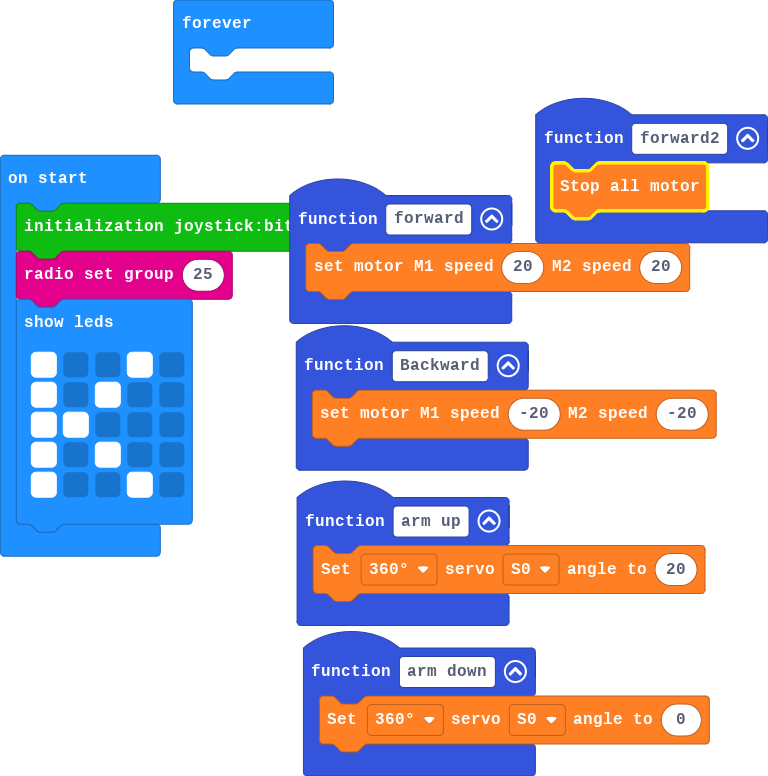 forever
function forward2
Stop all motor
on start
initialization joystick:bit
radio set group 25
show leds
function forward
set motor M1 speed 20 M2 speed 20
function Backward
set motor M1 speed -20 M2 speed -20
function arm up
Set 360° servo S0 angle to 20
function arm down
Set 360° servo S0 angle to 0